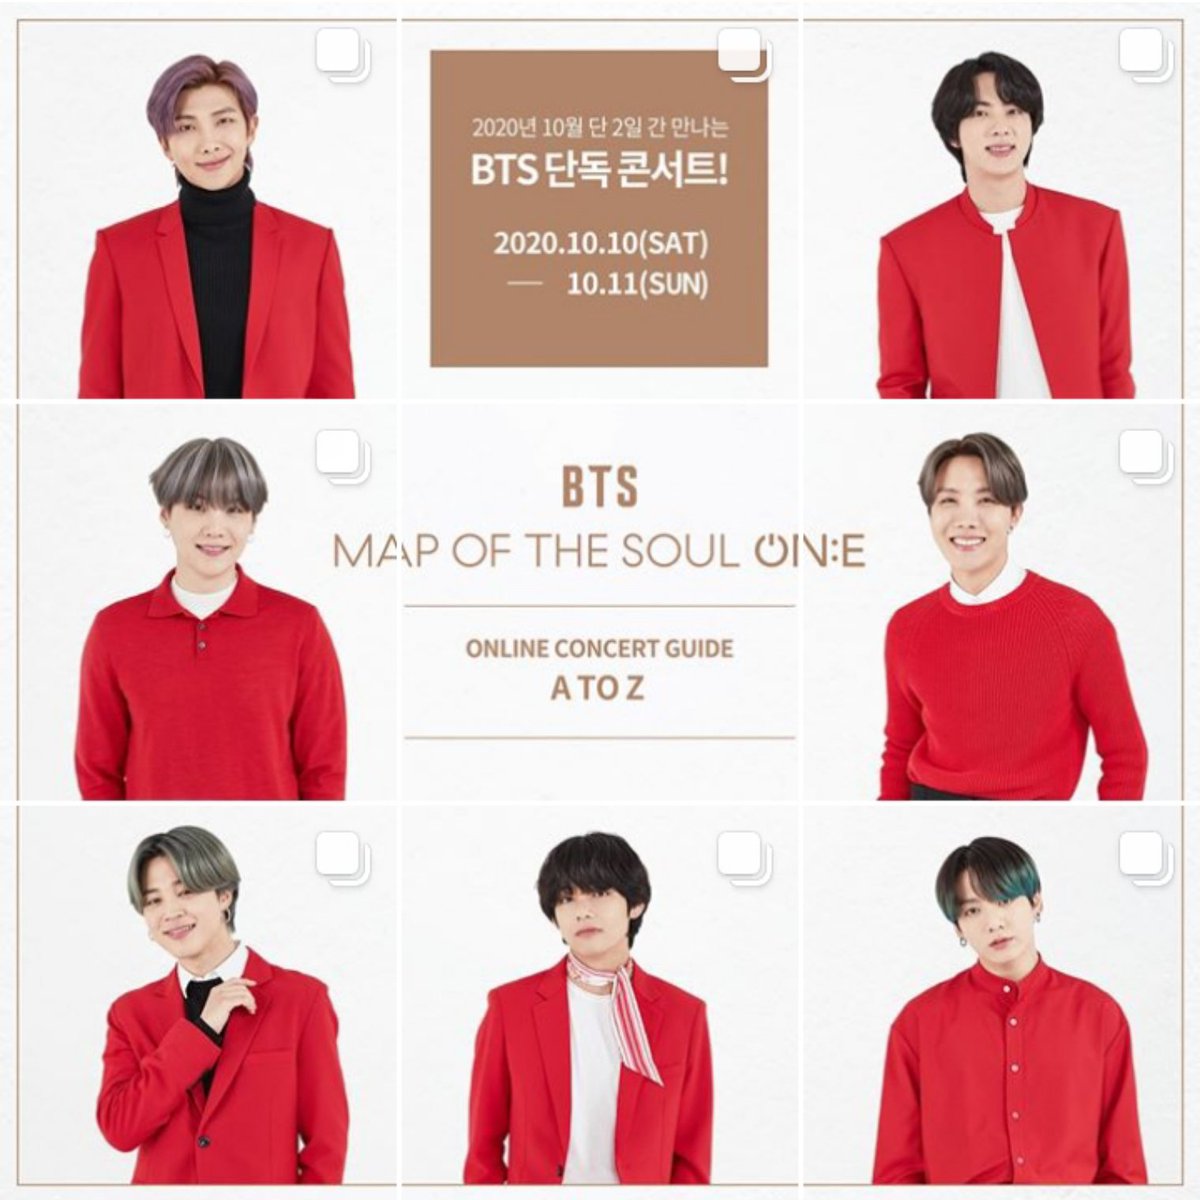 2020년 10월 단 2일 간 만나는
BTS 단독 콘서트!
2020.10.10(SAT)
— 10.11(SUN)
BTS
MAP OF THE SOUL ON:E
ONLINE CONCERT GUIDE
A TO Z